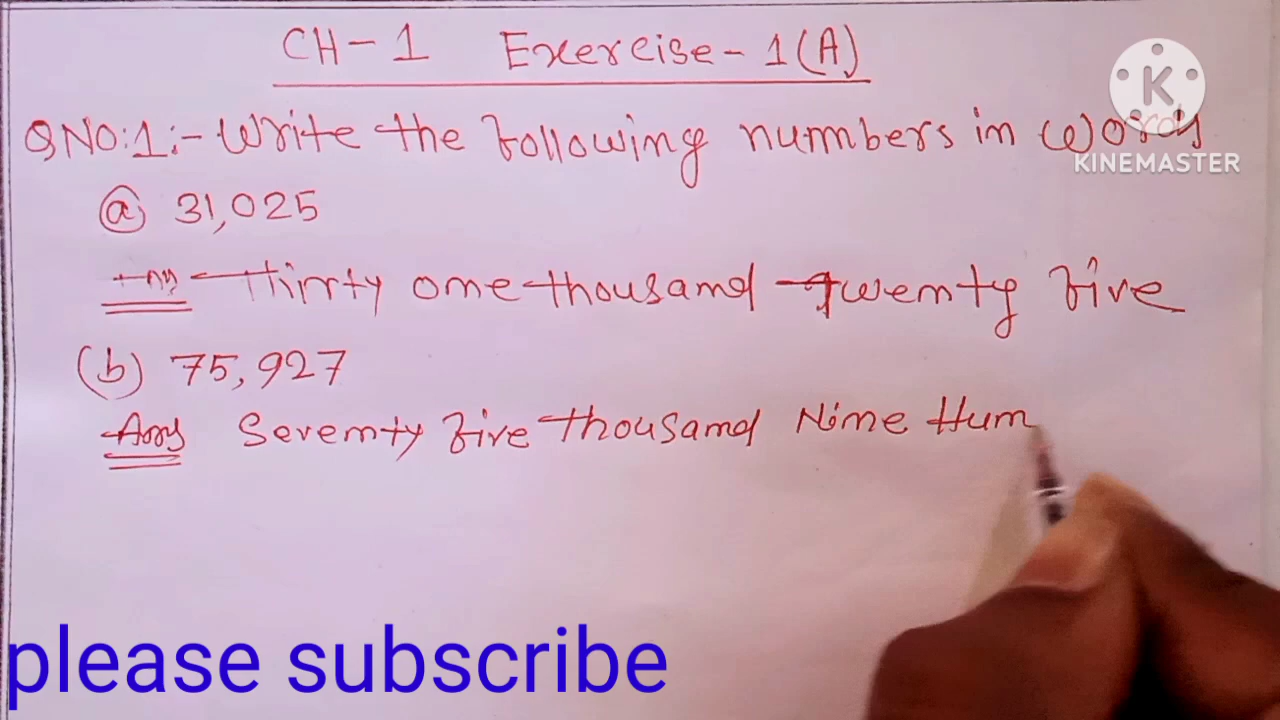 CH-1 Exercise-1(A)
Q NO:1:- Write the following numbers in words
K
KINEMASTER
(a) 31,025
Ans Thirty one thousand Twenty five
(b) 75,927
Ans Seventy five thousand Nine Hun
please subscribe